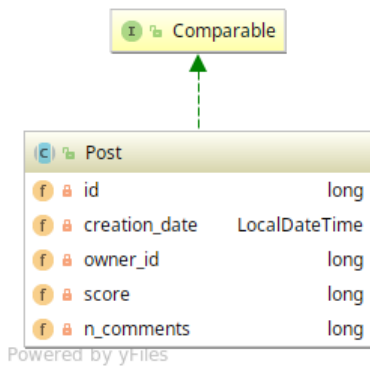 I Comparable
C Post
f id long
f creation_date LocalDateTime
f owner_id long
f score long
f n_comments long
Powered by yFiles